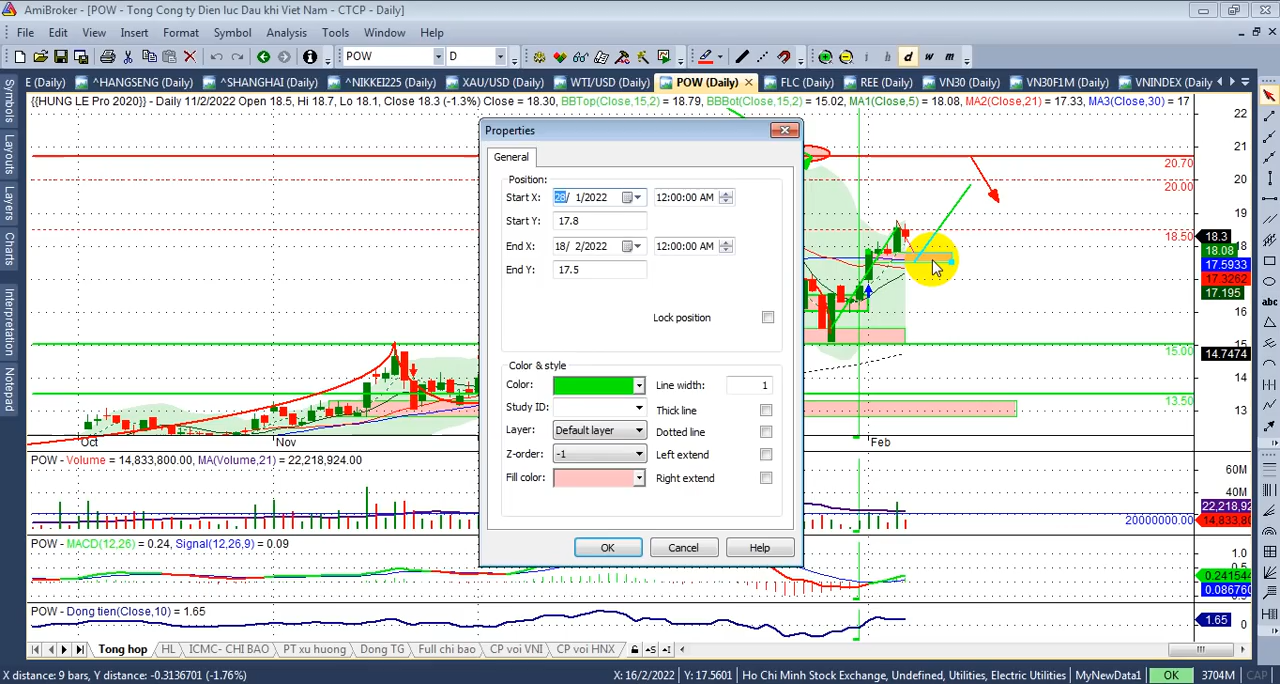 AmiBroker - [POW - Tong Cong ty Dien luc Dau khi Viet Nam - CTCP - Daily]
File Edit View Insert Format Symbol Analysis Tools Window Help
POW D i h d w m
E (Daily) ^HANGSENG (Daily) ^SHANGHAI (Daily) ^NIKKEI225 (Daily) XAU/USD (Daily) WTI/USD (Daily) POW (Daily) FLC (Daily) REE (Daily) VN30 (Daily) VN30F1M (Daily) VNINDEX (Daily)
{{HUNG LE Pro 2020}} - Daily 11/2/2022 Open 18.5, Hi 18.7, Lo 18.1, Close 18.3 (-1.3%) Close = 18.30, BBTop(Close,15,2) = 18.79, BBBot(Close,15,2) = 15.02, MA1(Close,5) = 18.08, MA2(Close,21) = 17.33, MA3(Close,30) = 17
Symbols
Layouts
Layers
Charts
Interpretation
Notepad
Properties
General
Position:
Start X: 28/ 1/2022 12:00:00 AM
Start Y: 17.8
End X: 18/ 2/2022 12:00:00 AM
End Y: 17.5
Lock position
Color & style
Color: Line width: 1
Study ID: Thick line
Layer: Default layer Dotted line
Z-order: -1 Left extend
Fill color: Right extend
OK Cancel Help
22
21
20.70
20
20.00
19
18.50 18.3
18
18.08
17.5933
17.3262
17.195
16
15
15.00
14.7474
14
13.50
13
Oct Nov Feb
abc
POW - Volume = 14,833,800.00, MA(Volume,21) = 22,218,924.00
60M
40M
22,218,92
20000000.00 14,833,80
POW - MACD(12,26) = 0.24, Signal(12,26,9) = 0.09
1.0
0.241544
0.086760
POW - Dong tien(Close,10) = 1.65
1.65 0
Tong hop HL ICMC- CHI BAO PT xu huong Dong TG Full chi bao CP voi VNI CP voi HNX
X distance: 9 bars, Y distance: -0.3136701 (-1.76%) X: 16/2/2022 Y: 17.5601 Ho Chi Minh Stock Exchange, Undefined, Utilities, Electric Utilities MyNewData1 OK 3704M CAP